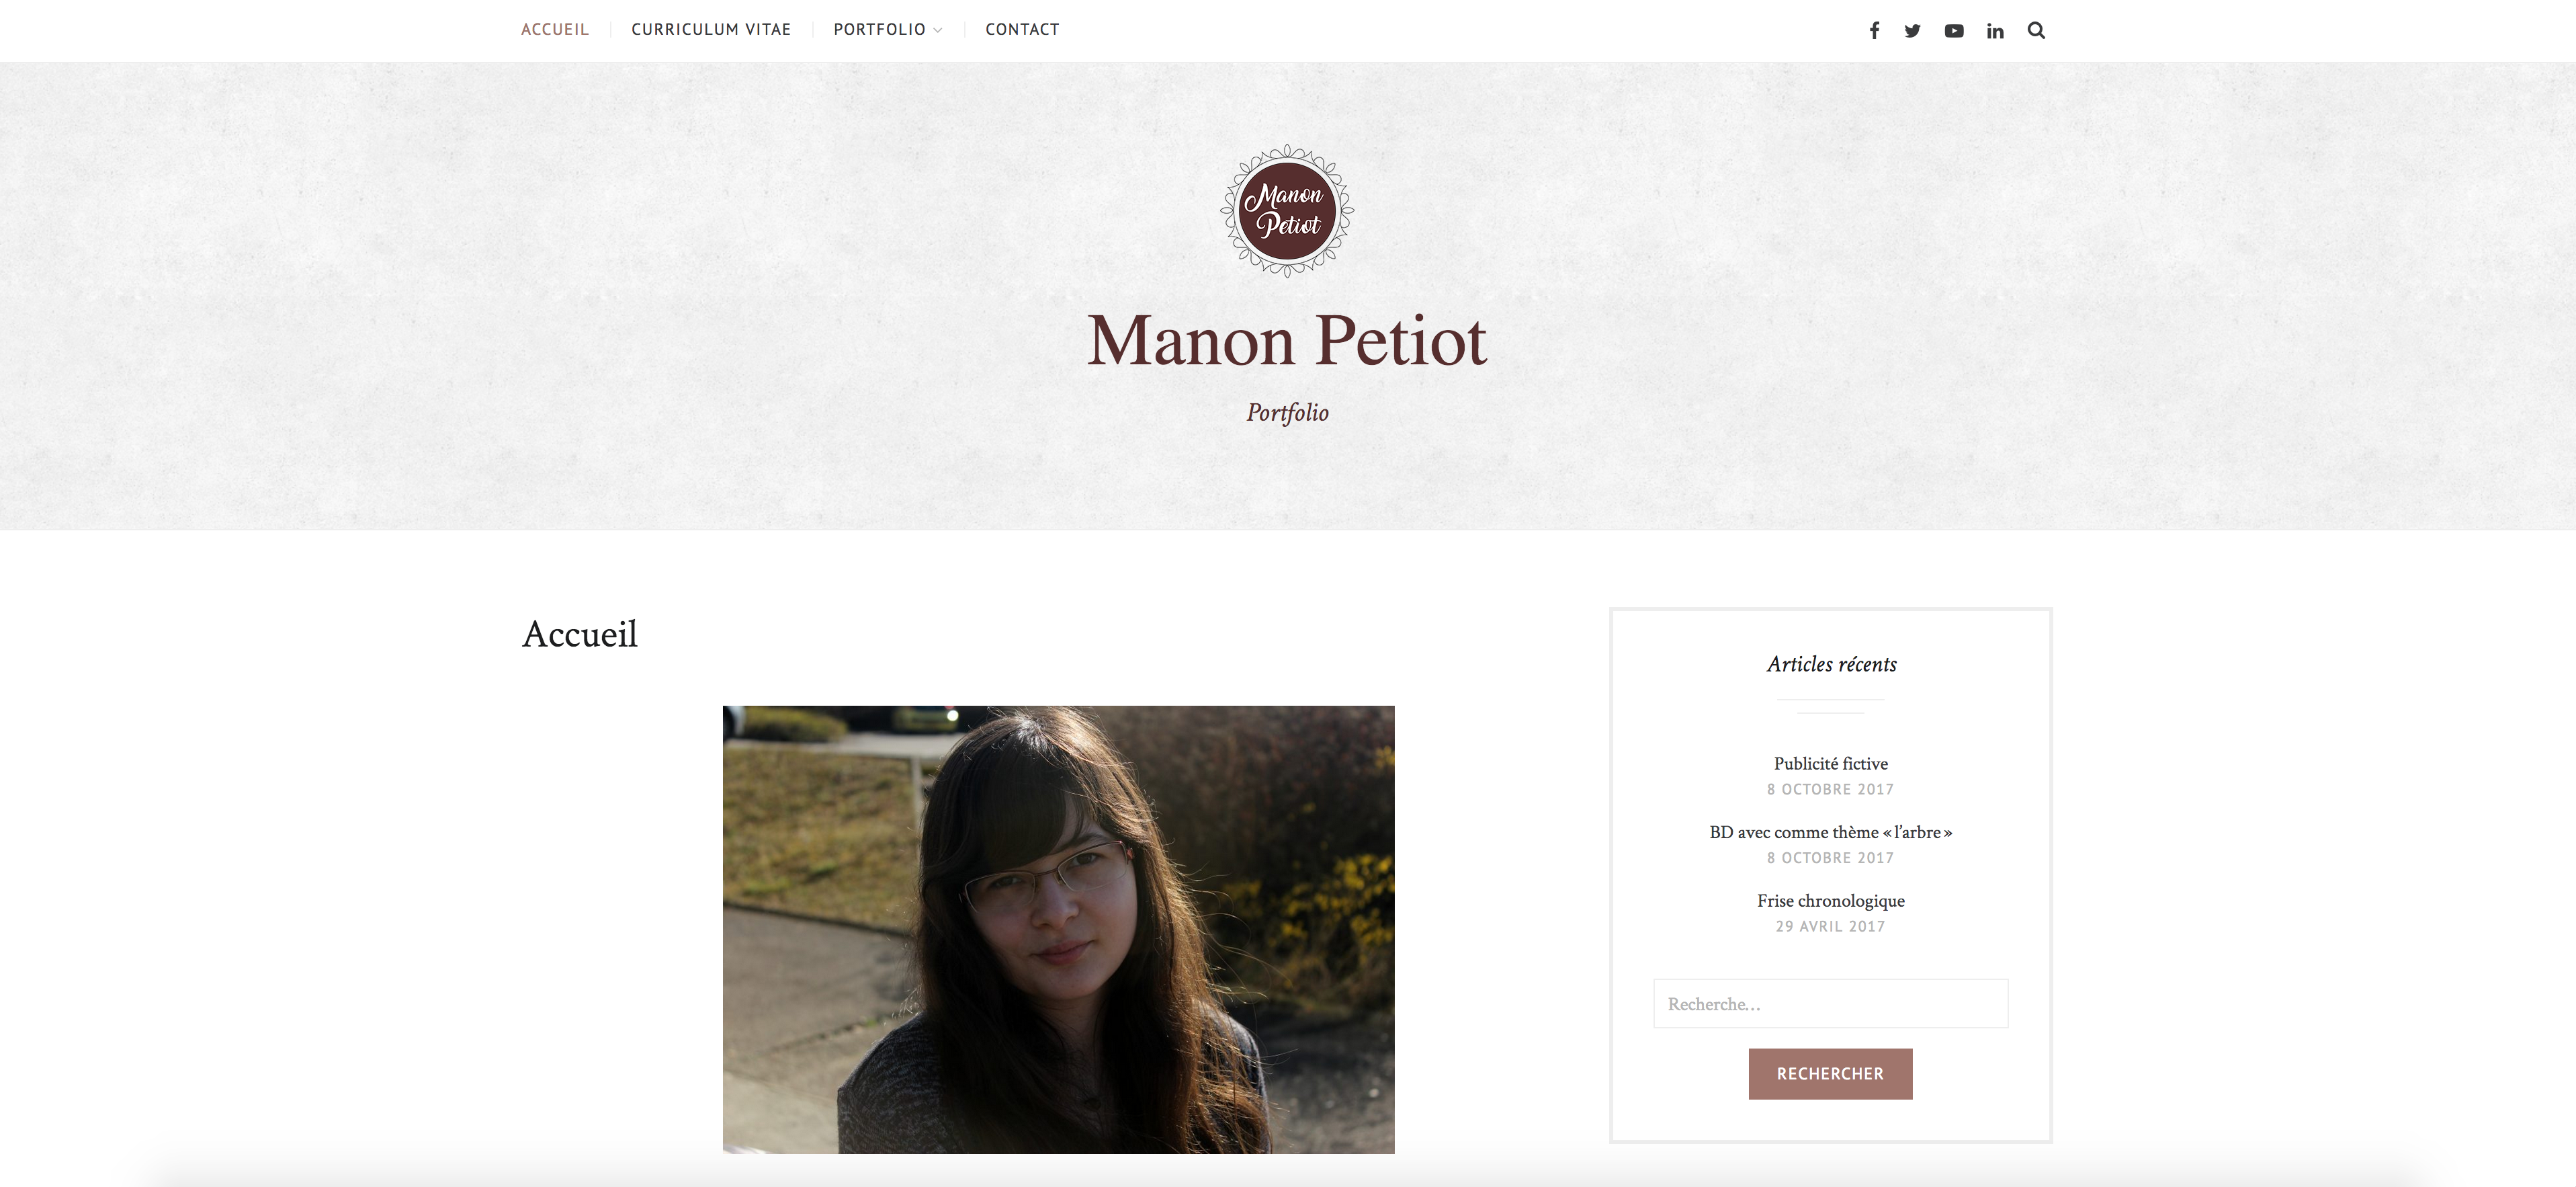 ACCUEIL
CURRICULUM VITAE
PORTFOLIO
CONTACT
Manon
Petiot
Manon Petiot
Portfolio
Accueil
Articles récents
Publicité fictive
8 OCTOBRE 2017
BD avec comme thème « l’arbre »
8 OCTOBRE 2017
Frise chronologique
29 AVRIL 2017
Recherche…
RECHERCHER